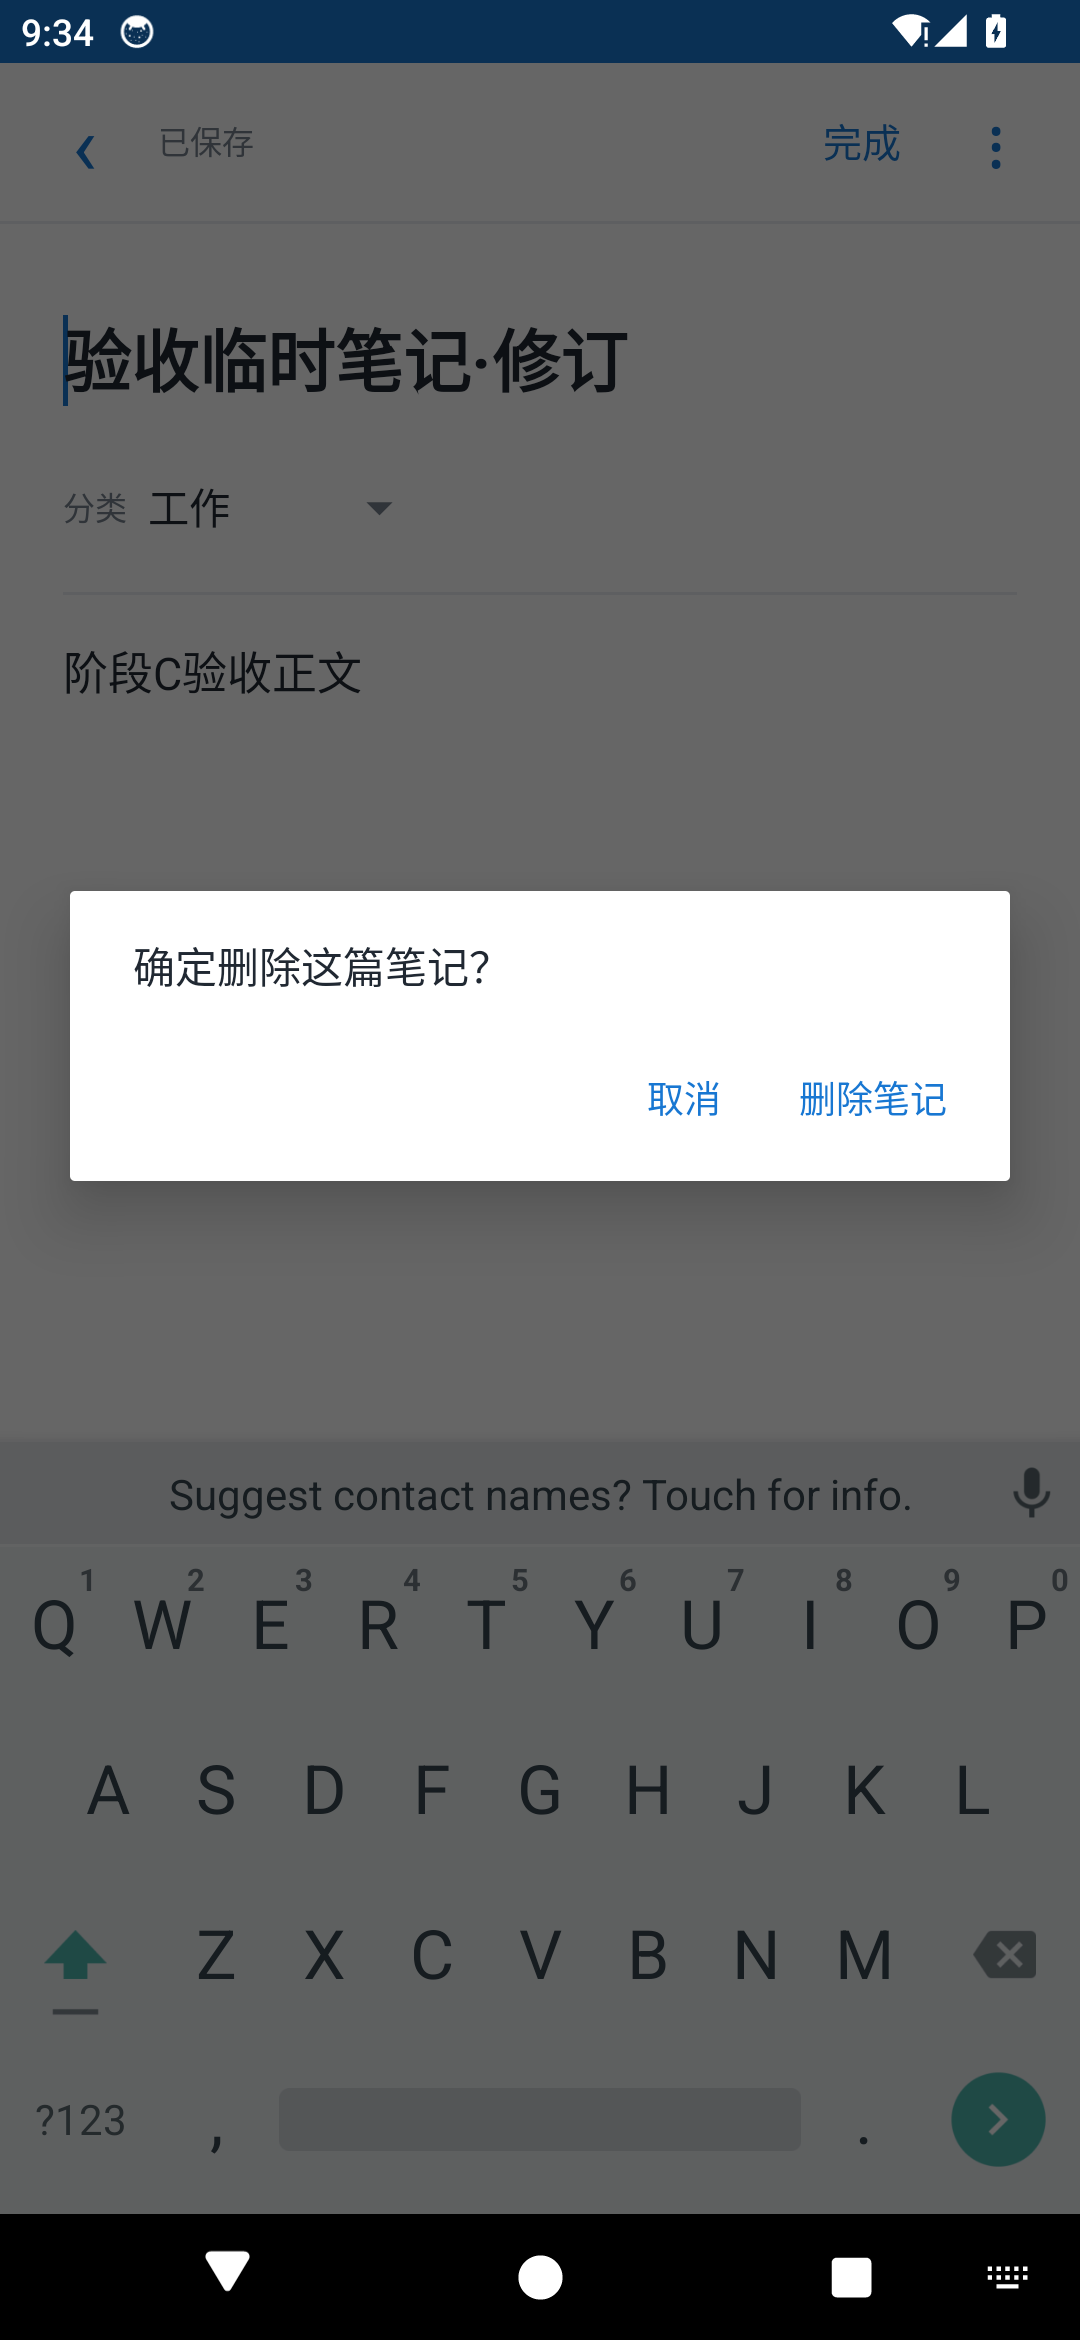 9:34
已保存
完成
验收临时笔记·修订
分类 工作
阶段C验收正文
确定删除这篇笔记？
取消 删除笔记
Suggest contact names? Touch for info.
1 2 3 4 5 6 7 8 9 0
Q W E R T Y U I O P
A S D F G H J K L
Z X C V B N M
?123 , .